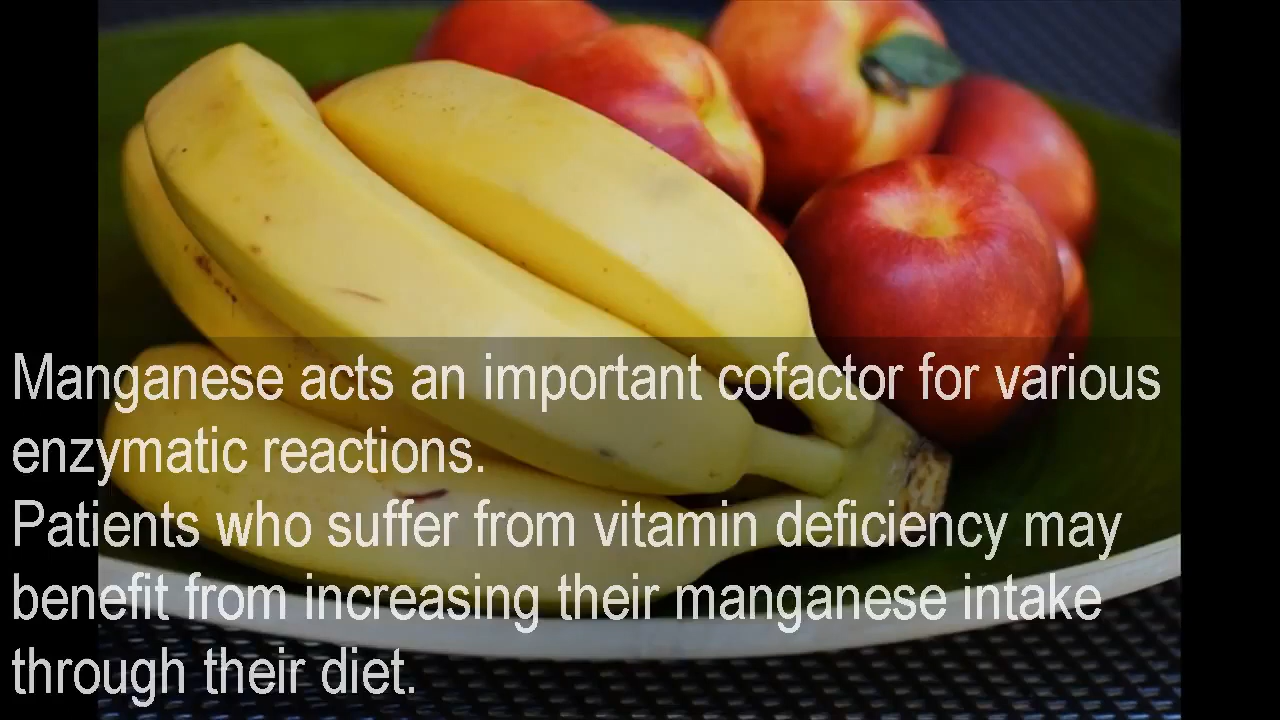 Manganese acts an important cofactor for various
enzymatic reactions.
Patients who suffer from vitamin deficiency may
benefit from increasing their manganese intake
through their diet.